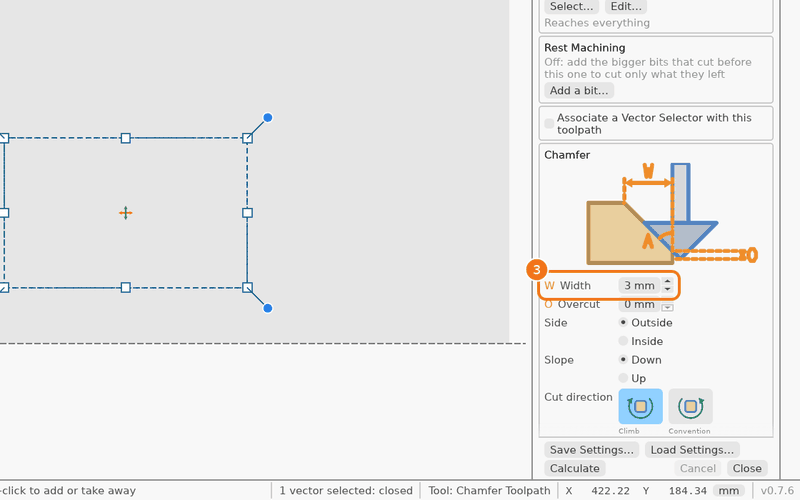 Select... Edit...
Reaches everything
Rest Machining
Off: add the bigger bits that cut before
this one to cut only what they left
Add a bit...
Associate a Vector Selector with this
toolpath
Chamfer
W
A
O
3
W Width 3 mm
O Overcut 0 mm
Side Outside
Inside
Slope Down
Up
Cut direction
Climb Convention
Save Settings... Load Settings...
Calculate Cancel Close
-click to add or take away 1 vector selected: closed Tool: Chamfer Toolpath X 422.22 Y 184.34 mm v0.7.6